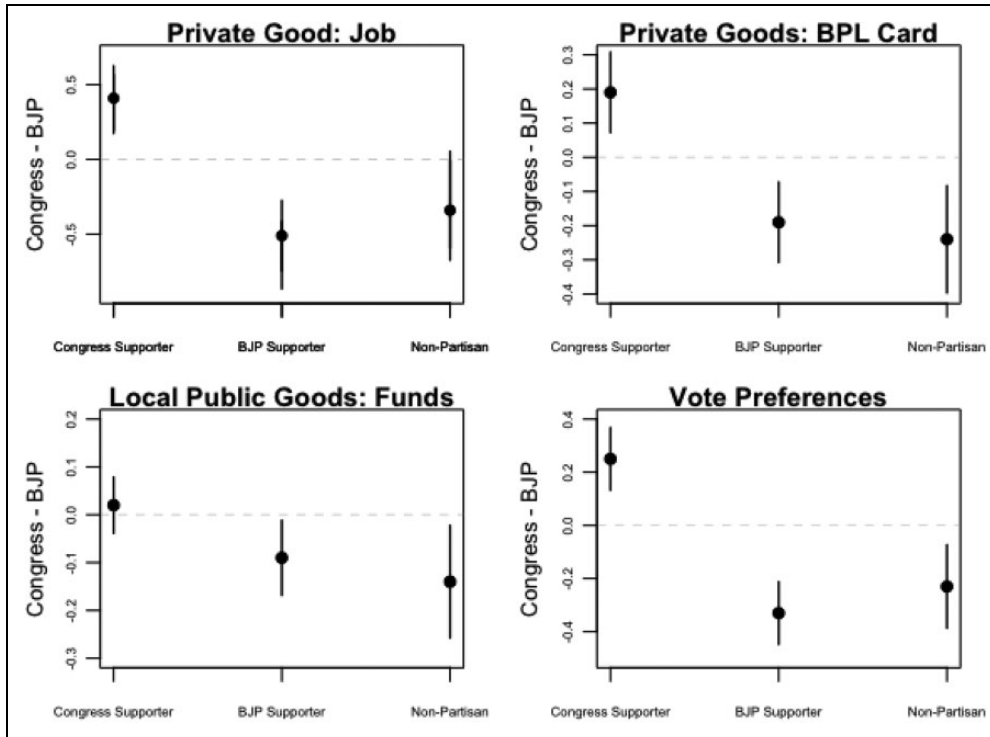 Private Good: Job
Congress - BJP
0.5
0.0
-0.5
Congress Supporter
BJP Supporter
Non-Partisan
Private Goods: BPL Card
Congress - BJP
0.3
0.2
0.1
0.0
-0.1
-0.2
-0.3
-0.4
Congress Supporter
BJP Supporter
Non-Partisan
Local Public Goods: Funds
Congress - BJP
0.2
0.1
0.0
-0.1
-0.2
-0.3
Congress Supporter
BJP Supporter
Non-Partisan
Vote Preferences
Congress - BJP
0.4
0.2
0.0
-0.2
-0.4
Congress Supporter
BJP Supporter
Non-Partisan